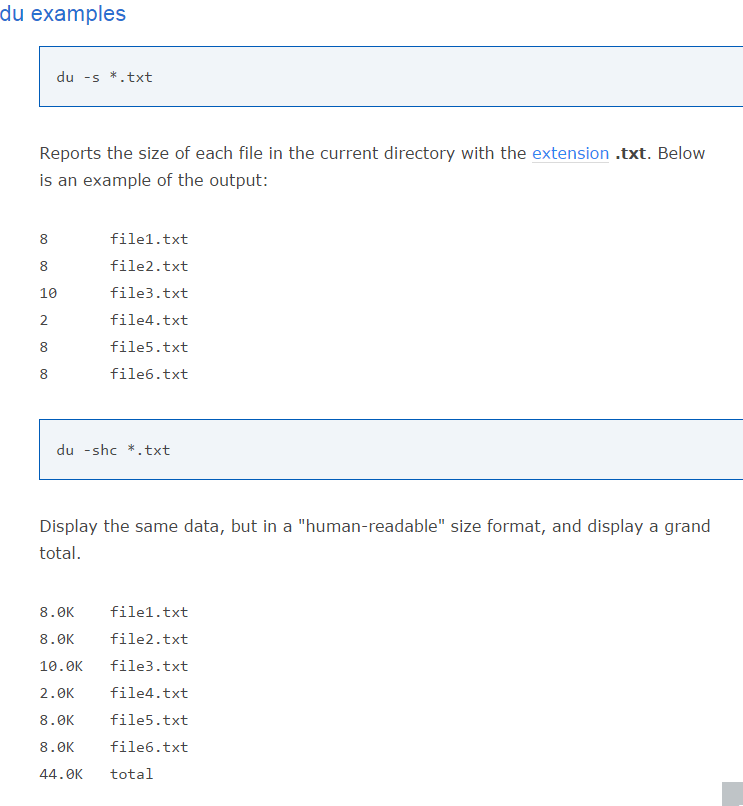 du examples
du -s *.txt
Reports the size of each file in the current directory with the extension .txt. Below
is an example of the output:
8 file1.txt
8 file2.txt
10 file3.txt
2 file4.txt
8 file5.txt
8 file6.txt
du -shc *.txt
Display the same data, but in a "human-readable" size format, and display a grand
total.
8.0K file1.txt
8.0K file2.txt
10.0K file3.txt
2.0K file4.txt
8.0K file5.txt
8.0K file6.txt
44.0K total